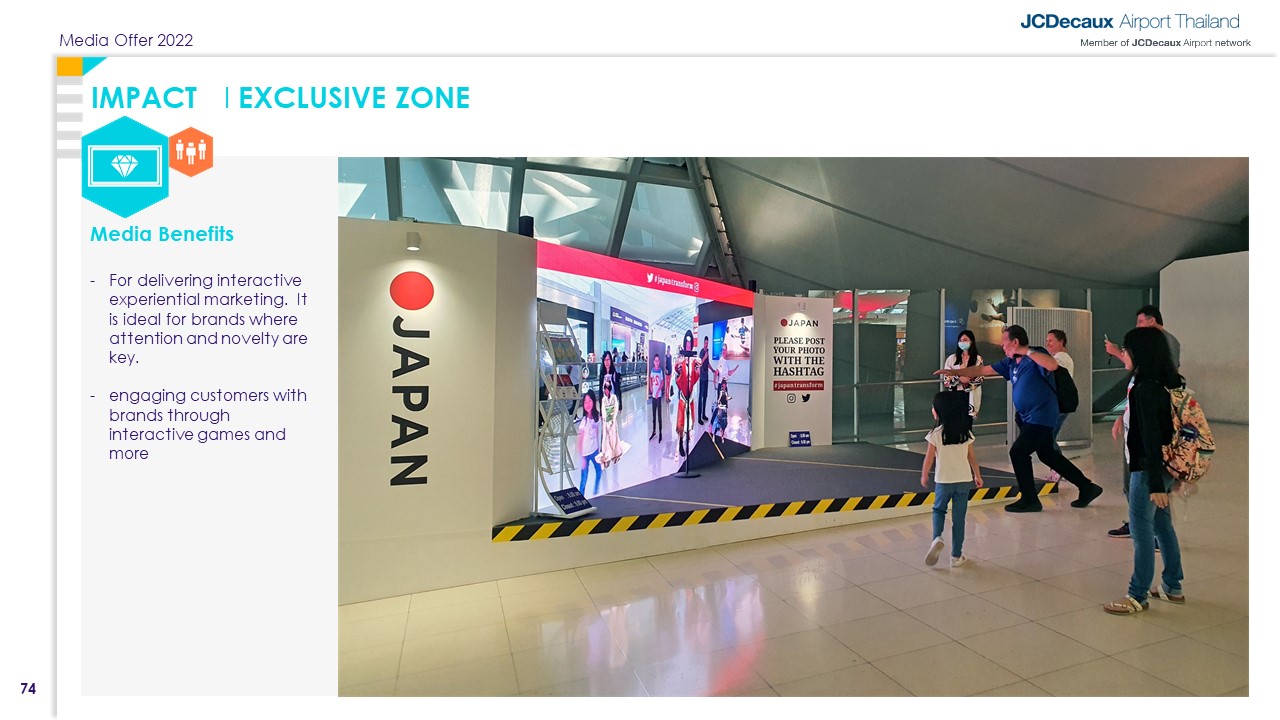 Media Offer 2022
JCDecaux Airport Thailand
Member of JCDecaux Airport network
IMPACT | EXCLUSIVE ZONE
Media Benefits
- For delivering interactive
experiential marketing. It
is ideal for brands where
attention and novelty are
key.
- engaging customers with
brands through
interactive games and
more
JAPAN
#japantransform
JAPAN
PLEASE POST
YOUR PHOTO
WITH THE
HASHTAG
#japantransform
74